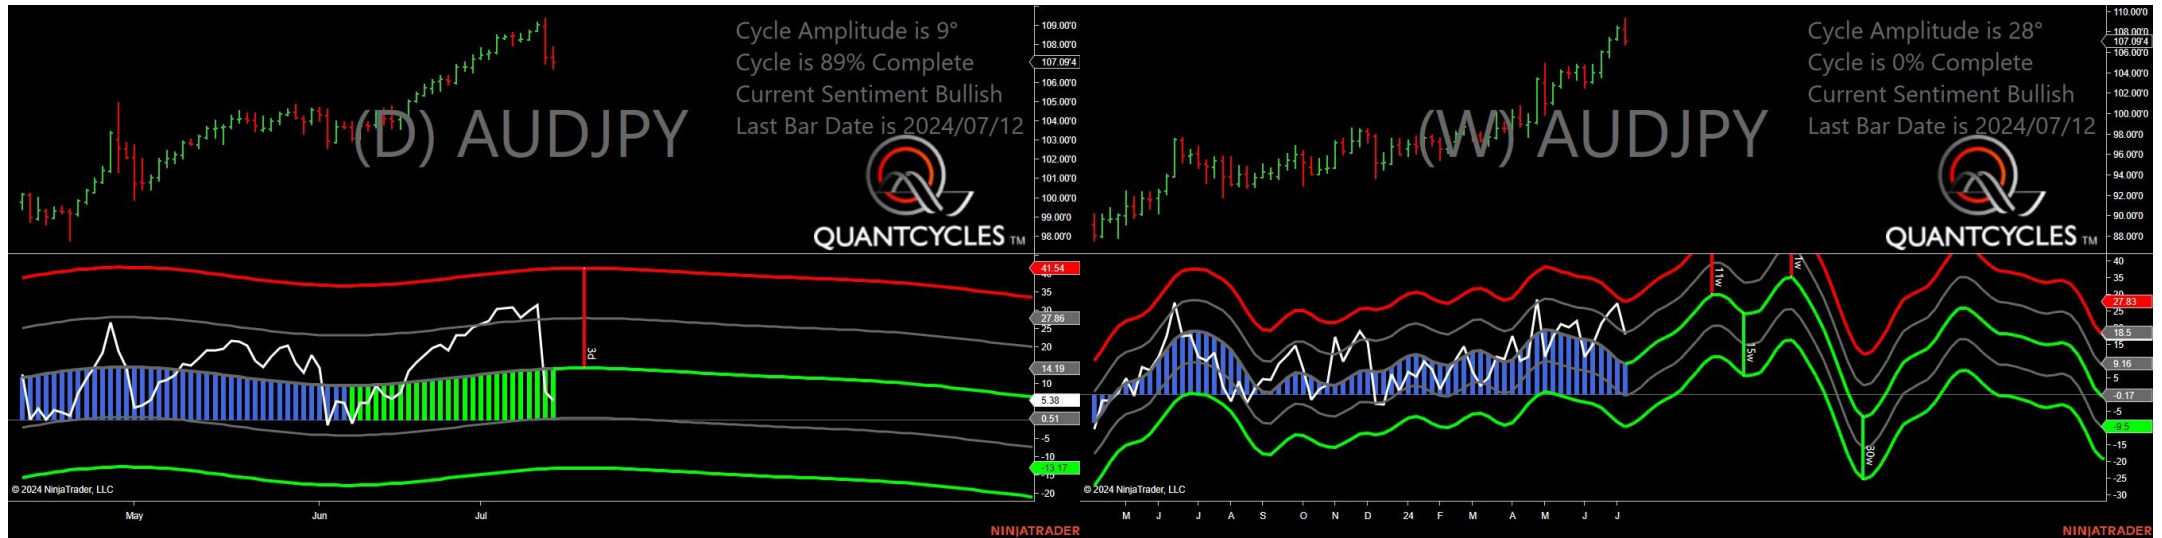 Cycle Amplitude is 9°
Cycle is 89% Complete
Current Sentiment Bullish
Last Bar Date is 2024/07/12
(D) AUDJPY
QUANTCYCLES TM
109.00'0
108.00'0
107.09'4
106.00'0
105.00'0
104.00'0
103.00'0
102.00'0
101.00'0
100.00'0
99.00'0
98.00'0
41.54
35
30
27.86
25
20
14.19
10
5.38
0.51
-5
-10
-13.17
-20
3d
© 2024 NinjaTrader, LLC
May Jun Jul
NINJATRADER
Cycle Amplitude is 28°
Cycle is 0% Complete
Current Sentiment Bullish
Last Bar Date is 2024/07/12
(W) AUDJPY
QUANTCYCLES TM
110.00'0
108.00'0
107.09'4
106.00'0
104.00'0
102.00'0
100.00'0
98.00'0
96.00'0
94.00'0
92.00'0
90.00'0
88.00'0
40
35
30
27.83
25
18.5
15
9.16
5
-0.17
-5
-9.5
-15
-20
-25
-30
11w
15w
30w
© 2024 NinjaTrader, LLC
M J J A S O N D 24 F M A M J J
NINJATRADER